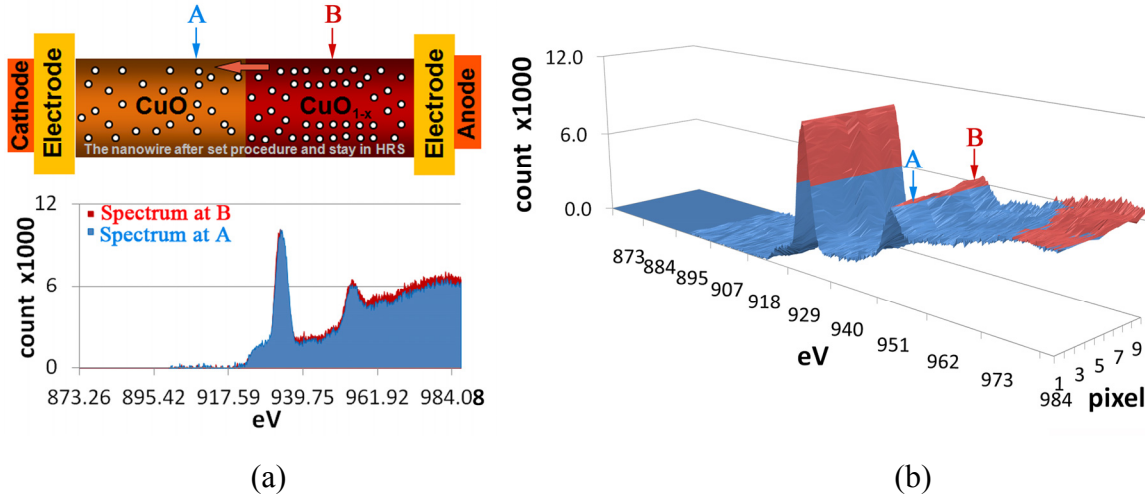 A
B
Cathode
Electrode
CuO
CuO1-x
Electrode
Anode
The nanowire after set procedure and stay in HRS
count x1000
12
6
0
Spectrum at B
Spectrum at A
873.26 895.42 917.59 939.75 961.92 984.08
8
eV
(a)
count x1000
12.0
6.0
0.0
A
B
873
884
895
907
918
929
940
951
962
973
984
eV
1 3 5 7 9
pixel
(b)